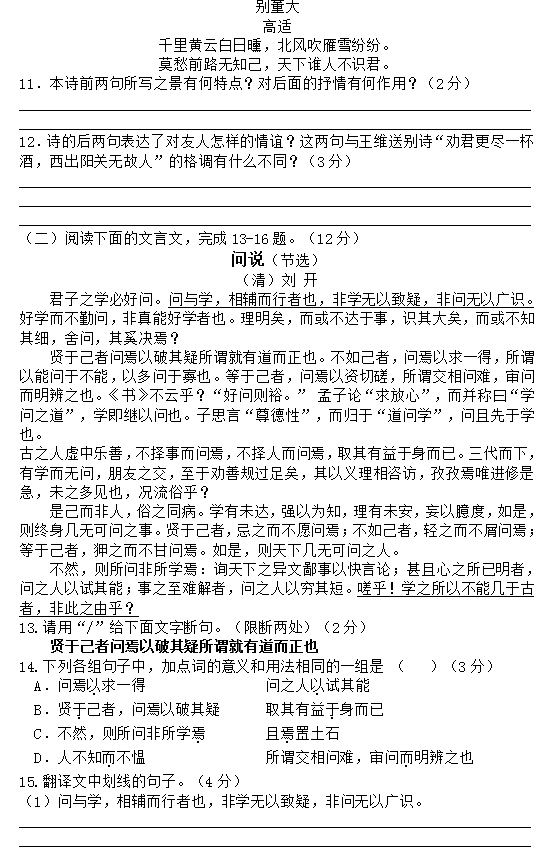 别董大
高适
千里黄云白日曛，北风吹雁雪纷纷。
莫愁前路无知己，天下谁人不识君。
11．本诗前两句所写之景有何特点？对后面的抒情有何作用？（2分）
12．诗的后两句表达了对友人怎样的情谊？这两句与王维送别诗“劝君更尽一杯
酒，西出阳关无故人”的格调有什么不同？（3分）
（二）阅读下面的文言文，完成13-16题。（12分）
问说（节选）
（清）刘 开
君子之学必好问。问与学，相辅而行者也，非学无以致疑，非问无以广识。
好学而不勤问，非真能好学者也。理明矣，而或不达于事，识其大矣，而或不知
其细，舍问，其奚决焉？
贤于己者问焉以破其疑所谓就有道而正也。不如己者，问焉以求一得，所谓
以能问于不能，以多问于寡也。等于己者，问焉以资切磋，所谓交相问难，审问
而明辨之也。《书》不云乎？“好问则裕。” 孟子论“求放心”，而并称曰“学
问之道”，学即继以问也。子思言“尊德性”，而归于“道问学”，问且先于学
也。
古之人虚中乐善，不择事而问焉，不择人而问焉，取其有益于身而已。三代而下，
有学而无问，朋友之交，至于劝善规过足矣，其以义理相咨访，孜孜焉唯进修是
急，未之多见也，况流俗乎？
是己而非人，俗之同病。学有未达，强以为知，理有未安，妄以臆度，如是，
则终身几无可问之事。贤于己者，忌之而不愿问焉；不如己者，轻之而不屑问焉；
等于己者，狎之而不甘问焉。如是，则天下几无可问之人。
不然，则所问非所学焉：询天下之异文鄙事以快言论；甚且心之所已明者，
问之人以试其能；事之至难解者，问之人以穷其短。嗟乎！学之所以不能几于古
者，非此之由乎？
13.请用“/”给下面文字断句。（限断两处）（2分）
贤于己者问焉以破其疑所谓就有道而正也
14.下列各组句子中，加点词的意义和用法相同的一组是 （ ）（3分）
A．问焉以求一得 问之人以试其能
B．贤于己者，问焉以破其疑 取其有益于身而已
C．不然，则所问非所学焉 且焉置土石
D．人不知而不愠 所谓交相问难，审问而明辨之也
15.翻译文中划线的句子。（4分）
（1）问与学，相辅而行者也，非学无以致疑，非问无以广识。